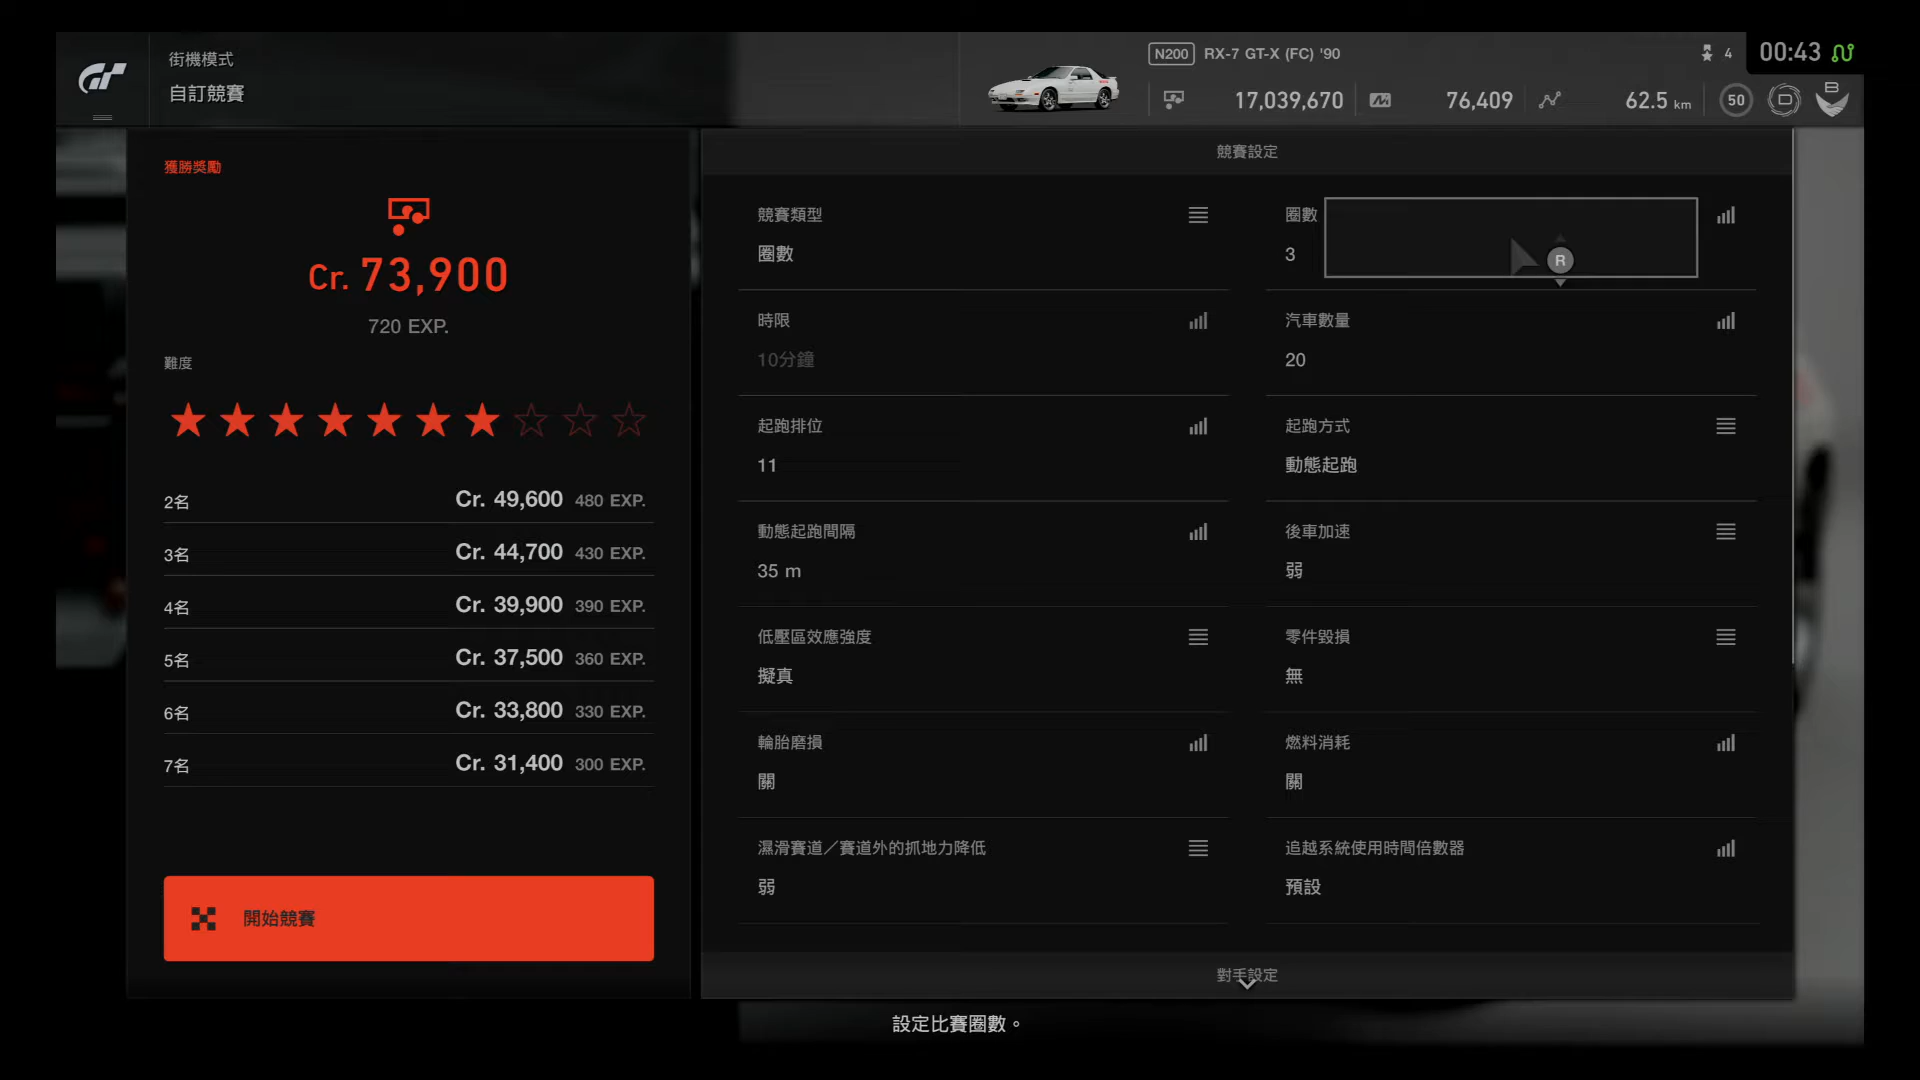 街機模式
自訂競賽
N200 RX-7 GT-X (FC) '90
17,039,670
76,409
62.5 km
4
00:43
50
D
B
獲勝獎勵
Cr. 73,900
720 EXP.
難度
2名 Cr. 49,600 480 EXP.
3名 Cr. 44,700 430 EXP.
4名 Cr. 39,900 390 EXP.
5名 Cr. 37,500 360 EXP.
6名 Cr. 33,800 330 EXP.
7名 Cr. 31,400 300 EXP.
開始競賽
競賽設定
競賽類型
圈數
圈數
3
R
時限
10分鐘
汽車數量
20
起跑排位
11
起跑方式
動態起跑
動態起跑間隔
35 m
後車加速
弱
低壓區效應強度
擬真
零件毀損
無
輪胎磨損
關
燃料消耗
關
濕滑賽道／賽道外的抓地力降低
弱
追越系統使用時間倍數器
預設
對手設定
設定比賽圈數。